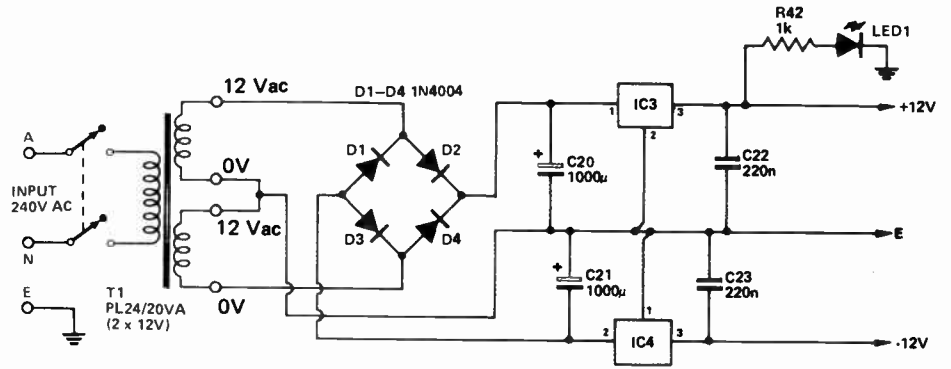 R42
1k
LED1
12 Vac
D1–D4 1N4004
A
INPUT
240V AC
N
E
T1
PL24/20VA
(2 x 12V)
0V
12 Vac
0V
D1
D2
D3
D4
+
C20
1000µ
1
IC3
3
2
+12V
C22
220n
E
+
C21
1000µ
C23
220n
1
2
IC4
3
-12V